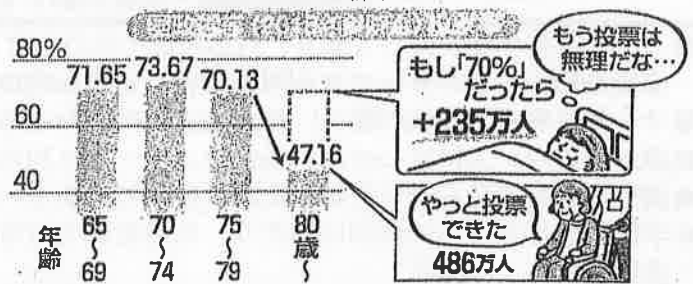 80%
60
40
71.65
73.67
70.13
47.16
年齢
65〜69
70〜74
75〜79
80歳〜
もし「70%」
だったら
+235万人
もう投票は
無理だな…
やっと投票
できた
486万人